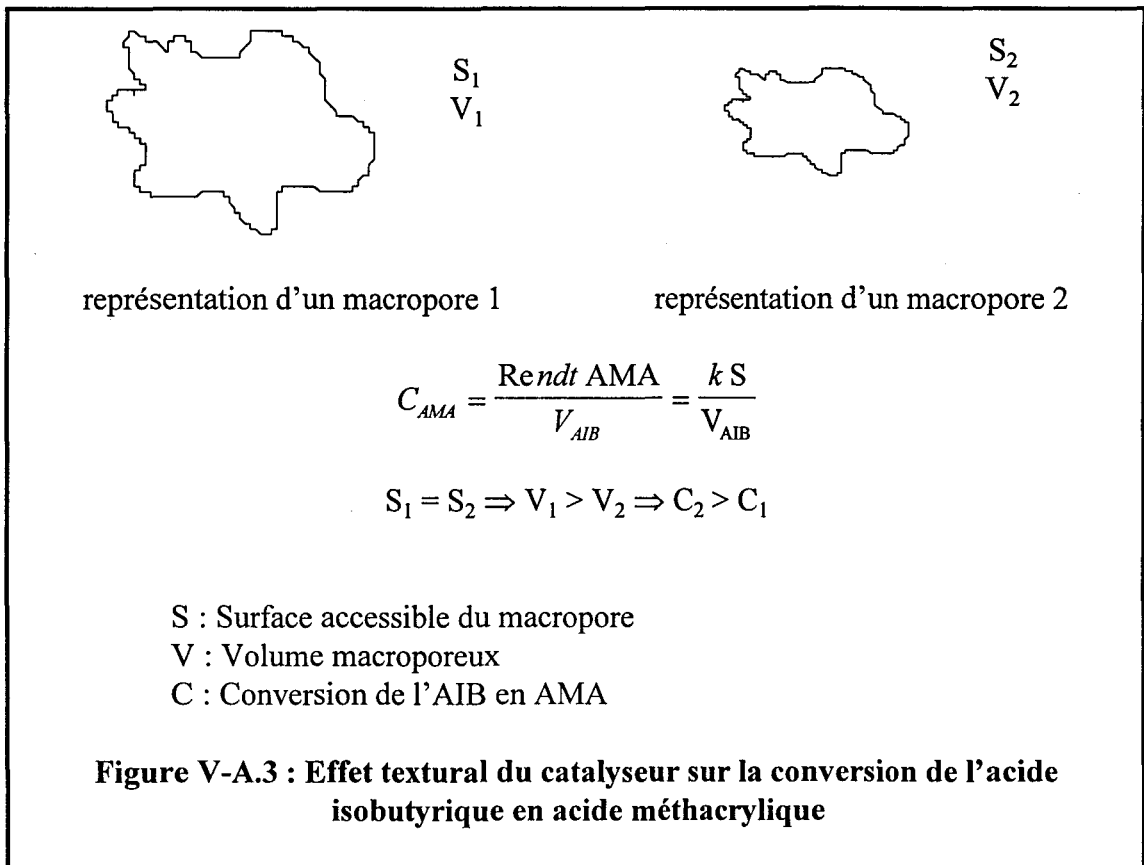 S₁
V₁
S₂
V₂
représentation d'un macropore 1
représentation d'un macropore 2
C_AMA = Rendt AMA / V_AIB = k S / V_AIB
S₁ = S₂ ⇒ V₁ > V₂ ⇒ C₂ > C₁
S : Surface accessible du macropore
V : Volume macroporeux
C : Conversion de l'AIB en AMA
Figure V-A.3 : Effet textural du catalyseur sur la conversion de l'acide
isobutyrique en acide méthacrylique